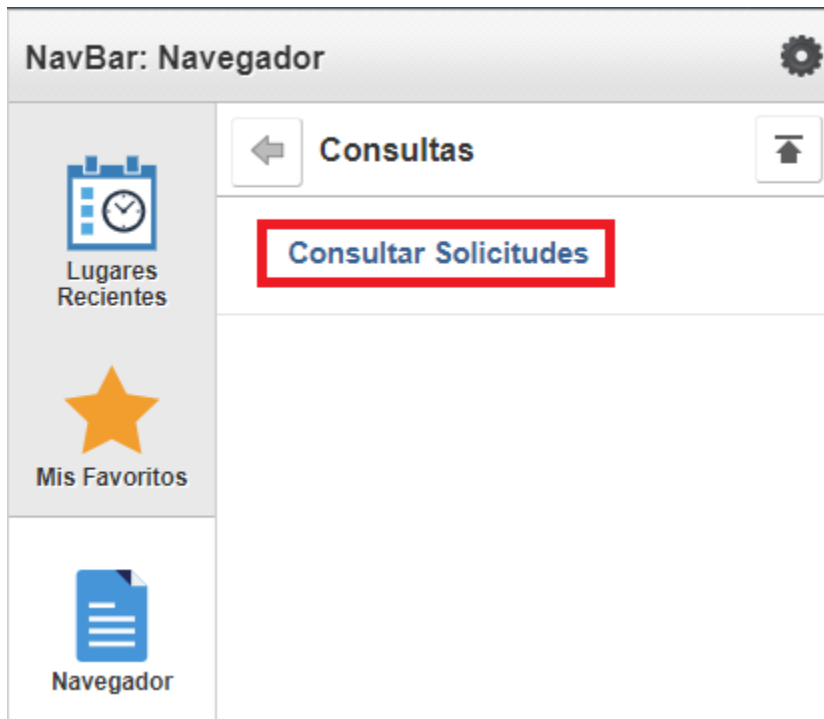 NavBar: Navegador
Consultas
Consultar Solicitudes
Lugares
Recientes
Mis Favoritos
Navegador